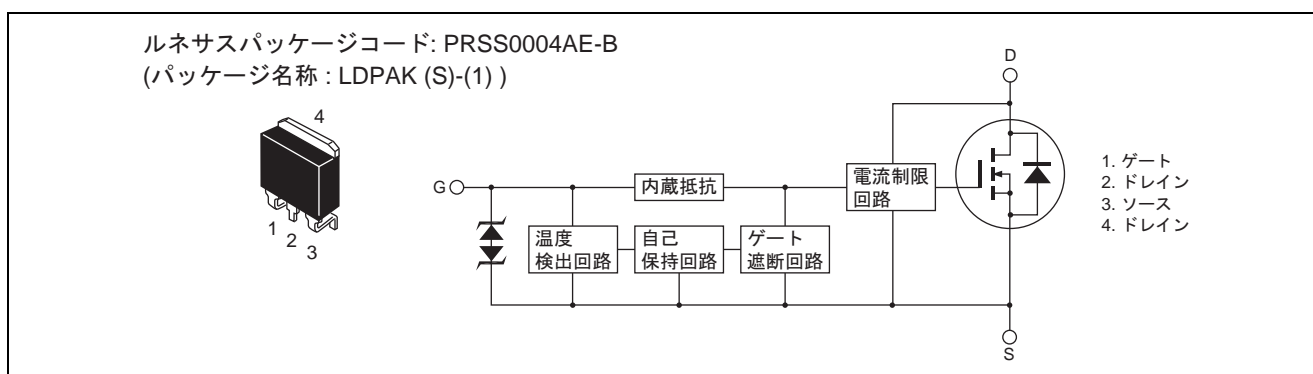 ルネサスパッケージコード: PRSS0004AE-B
(パッケージ名称 : LDPAK (S)-(1) )
4
1
2
3
D
G
内蔵抵抗
電流制限
回路
温度
検出回路
自己
保持回路
ゲート
遮断回路
S
1. ゲート
2. ドレイン
3. ソース
4. ドレイン